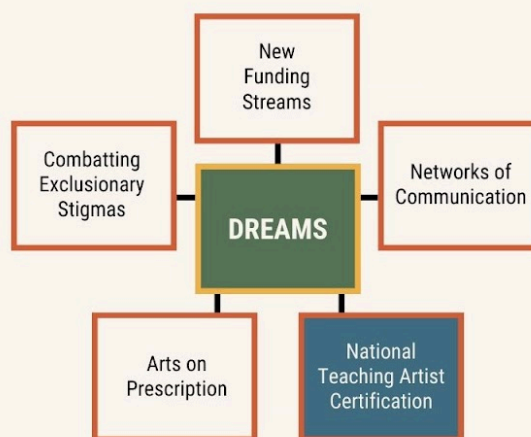 New
Funding
Streams
Combatting
Exclusionary
Stigmas
Networks of
Communication
DREAMS
Arts on
Prescription
National
Teaching Artist
Certification